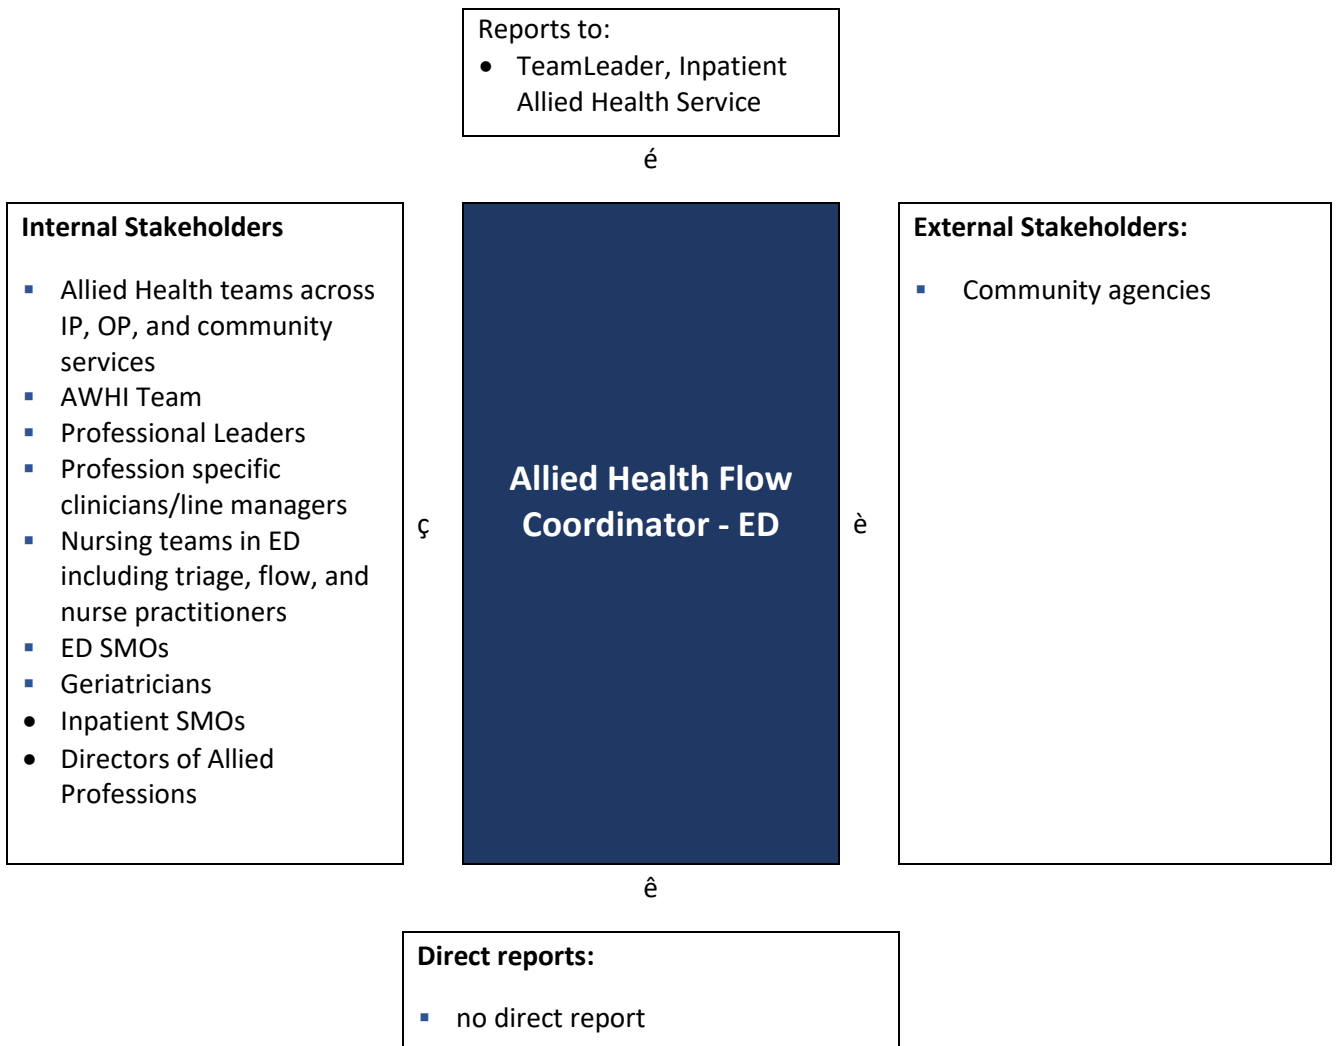 Reports to:
• TeamLeader, Inpatient
Allied Health Service
é
Internal Stakeholders
▪ Allied Health teams across
IP, OP, and community
services
▪ AWHI Team
▪ Professional Leaders
▪ Profession specific
clinicians/line managers
▪ Nursing teams in ED
including triage, flow, and
nurse practitioners
▪ ED SMOs
▪ Geriatricians
• Inpatient SMOs
• Directors of Allied
Professions
ç
Allied Health Flow
Coordinator - ED
è
External Stakeholders:
▪ Community agencies
ê
Direct reports:
▪ no direct report